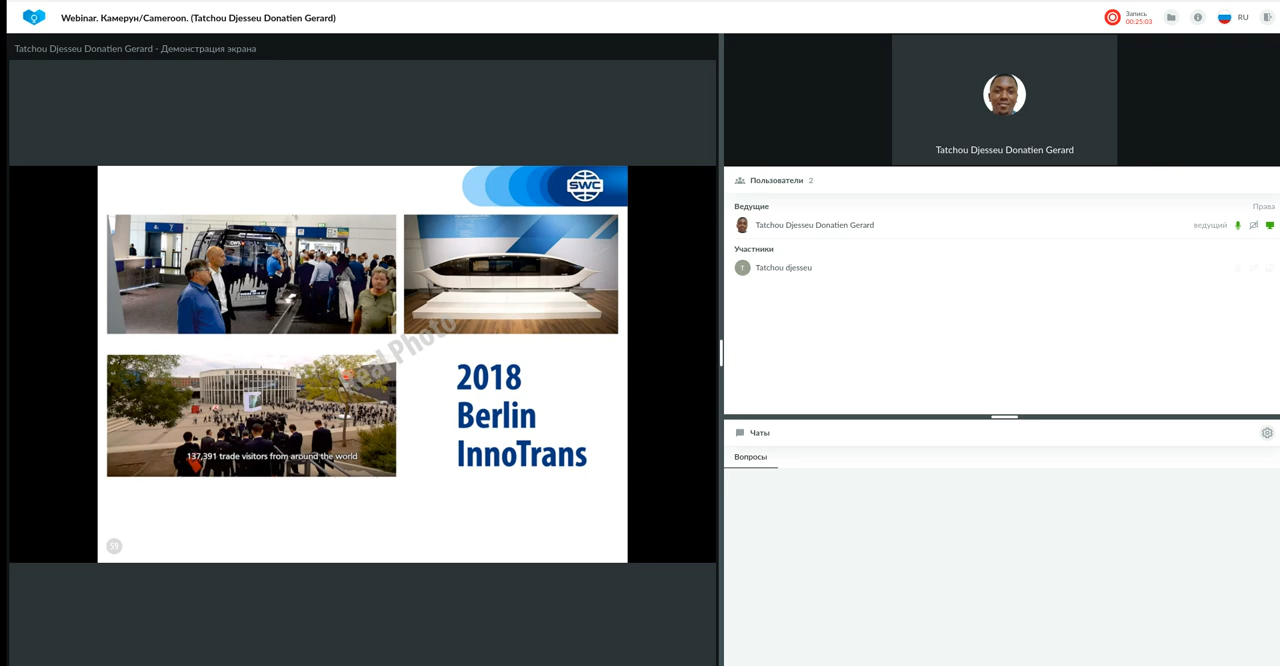 Webinar. Камерун/Cameroon. (Tatchou Djesseu Donatien Gerard)
Запись
00:25:03
RU
Tatchou Djesseu Donatien Gerard - Демонстрация экрана
SWC
Real Photo
137,391 trade visitors from around the world
2018
Berlin
InnoTrans
59
Tatchou Djesseu Donatien Gerard
Пользователи 2
Ведущие Права
Tatchou Djesseu Donatien Gerard ведущий
Участники
T Tatchou djesseu
Чаты
Вопросы